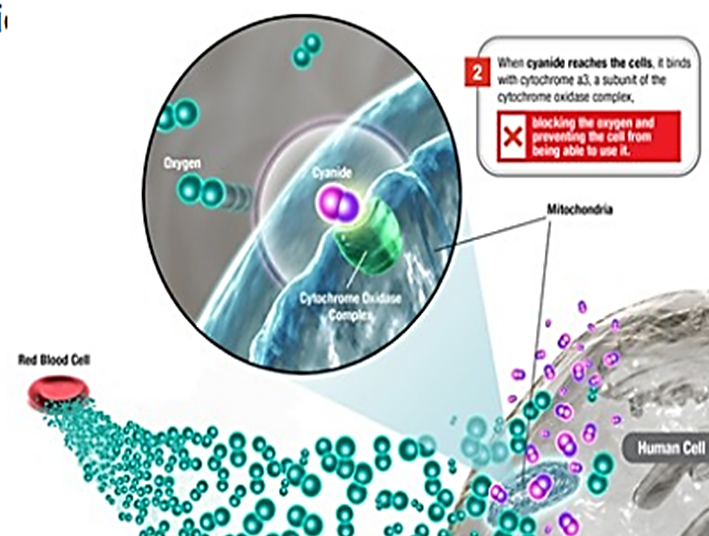 2
When cyanide reaches the cells, it binds
with cytochrome a3, a subunit of the
cytochrome oxidase complex,
blocking the oxygen and
preventing the cell from
being able to use it.
Oxygen
Cyanide
Mitochondria
Cytochrome Oxidase
Complex
Red Blood Cell
Human Cell